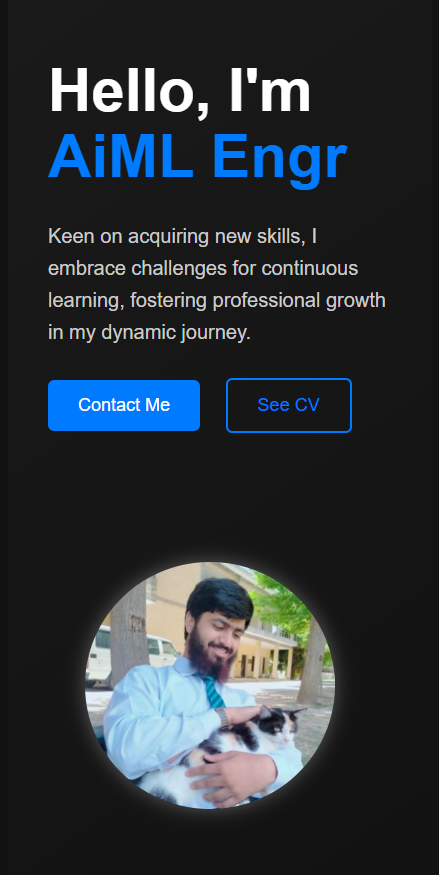 Hello, I'm
AiML Engr
Keen on acquiring new skills, I
embrace challenges for continuous
learning, fostering professional growth
in my dynamic journey.
Contact Me
See CV